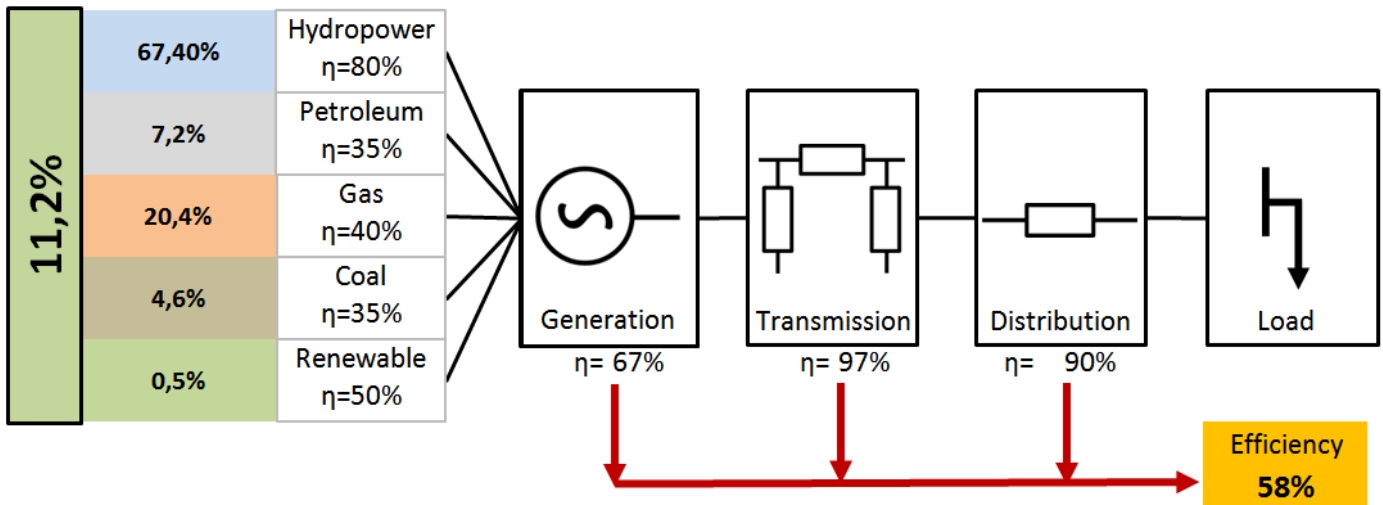 11,2%
67,40%
Hydropower
η=80%
7,2%
Petroleum
η=35%
20,4%
Gas
η=40%
4,6%
Coal
η=35%
0,5%
Renewable
η=50%
Generation
η= 67%
Transmission
η= 97%
Distribution
η= 90%
Load
Efficiency
58%